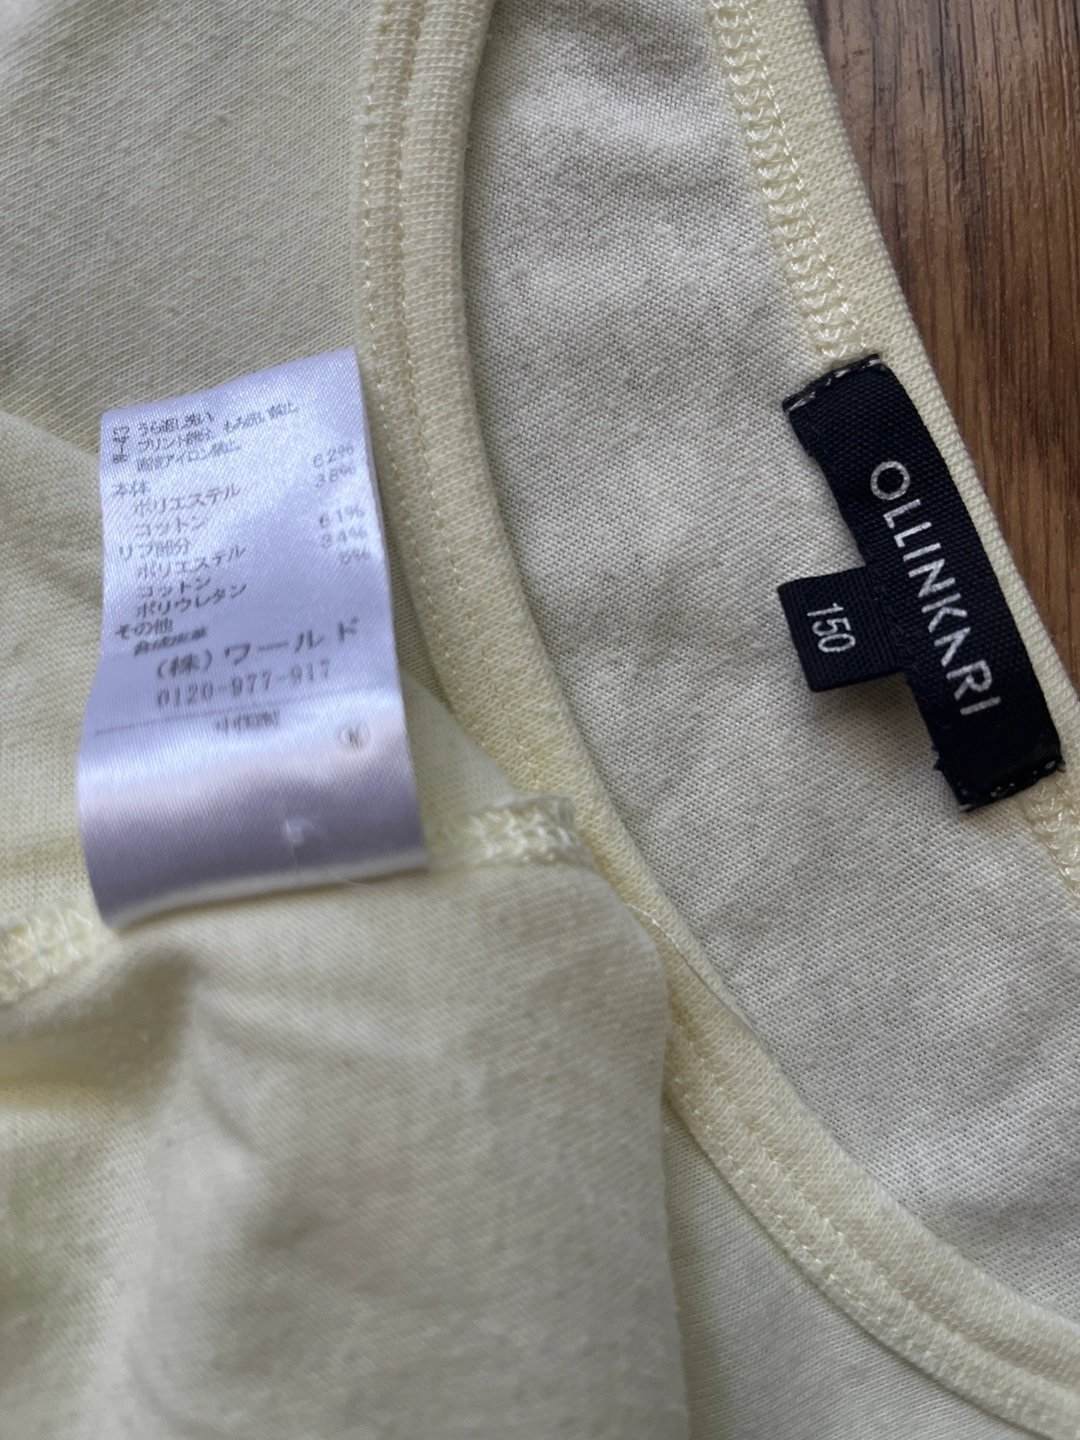 うら返し洗い
プリント部分、もみ洗い禁止
直接アイロン禁止
本体
ポリエステル 62%
コットン 38%
リブ部分
ポリエステル 61%
コットン 34%
ポリウレタン 5%
その他
合成皮革
(株)ワールド
0120-977-917
中国製
N
OLLINKARI
150